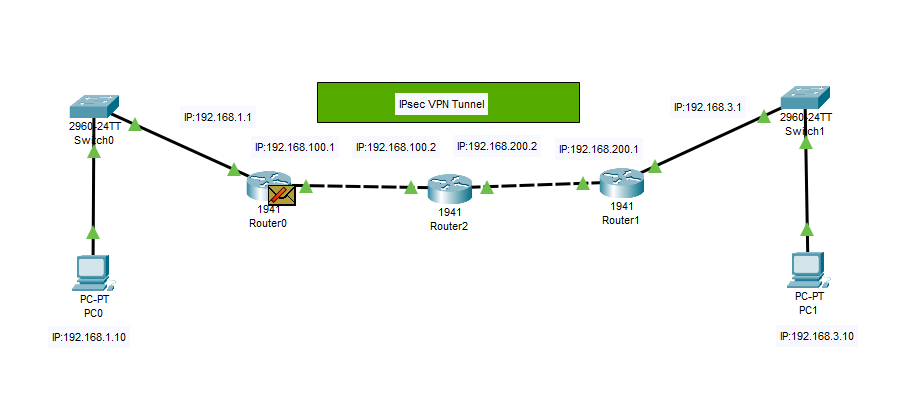 IPsec VPN Tunnel
2960-24TT
Switch0
IP:192.168.1.1
IP:192.168.3.1
2960-24TT
Switch1
IP:192.168.100.1
IP:192.168.100.2
IP:192.168.200.2
IP:192.168.200.1
1941
Router0
1941
Router2
1941
Router1
PC-PT
PC0
IP:192.168.1.10
PC-PT
PC1
IP:192.168.3.10